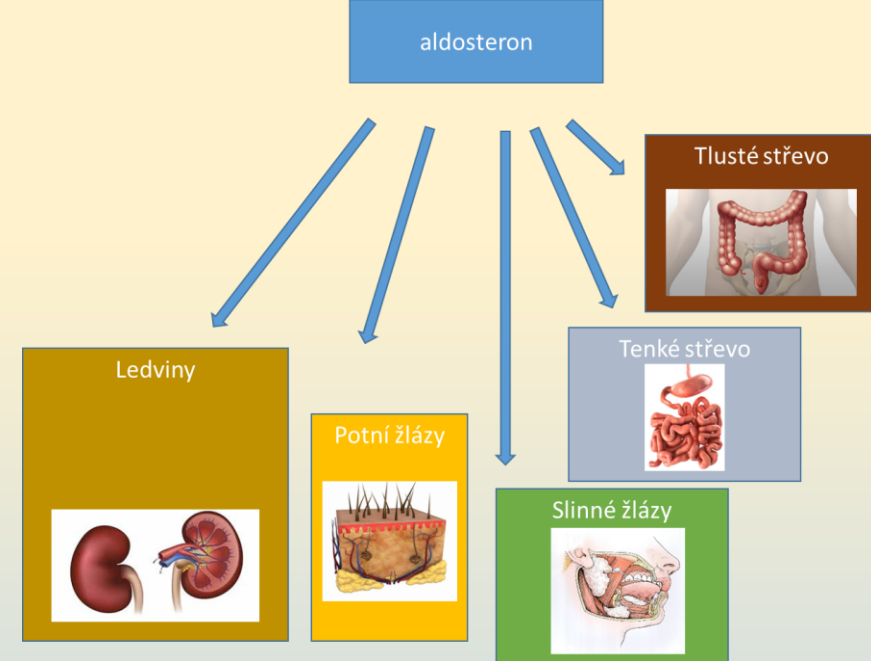 aldosteron
Tlusté střevo
Tenké střevo
Ledviny
Potní žlázy
Slinné žlázy